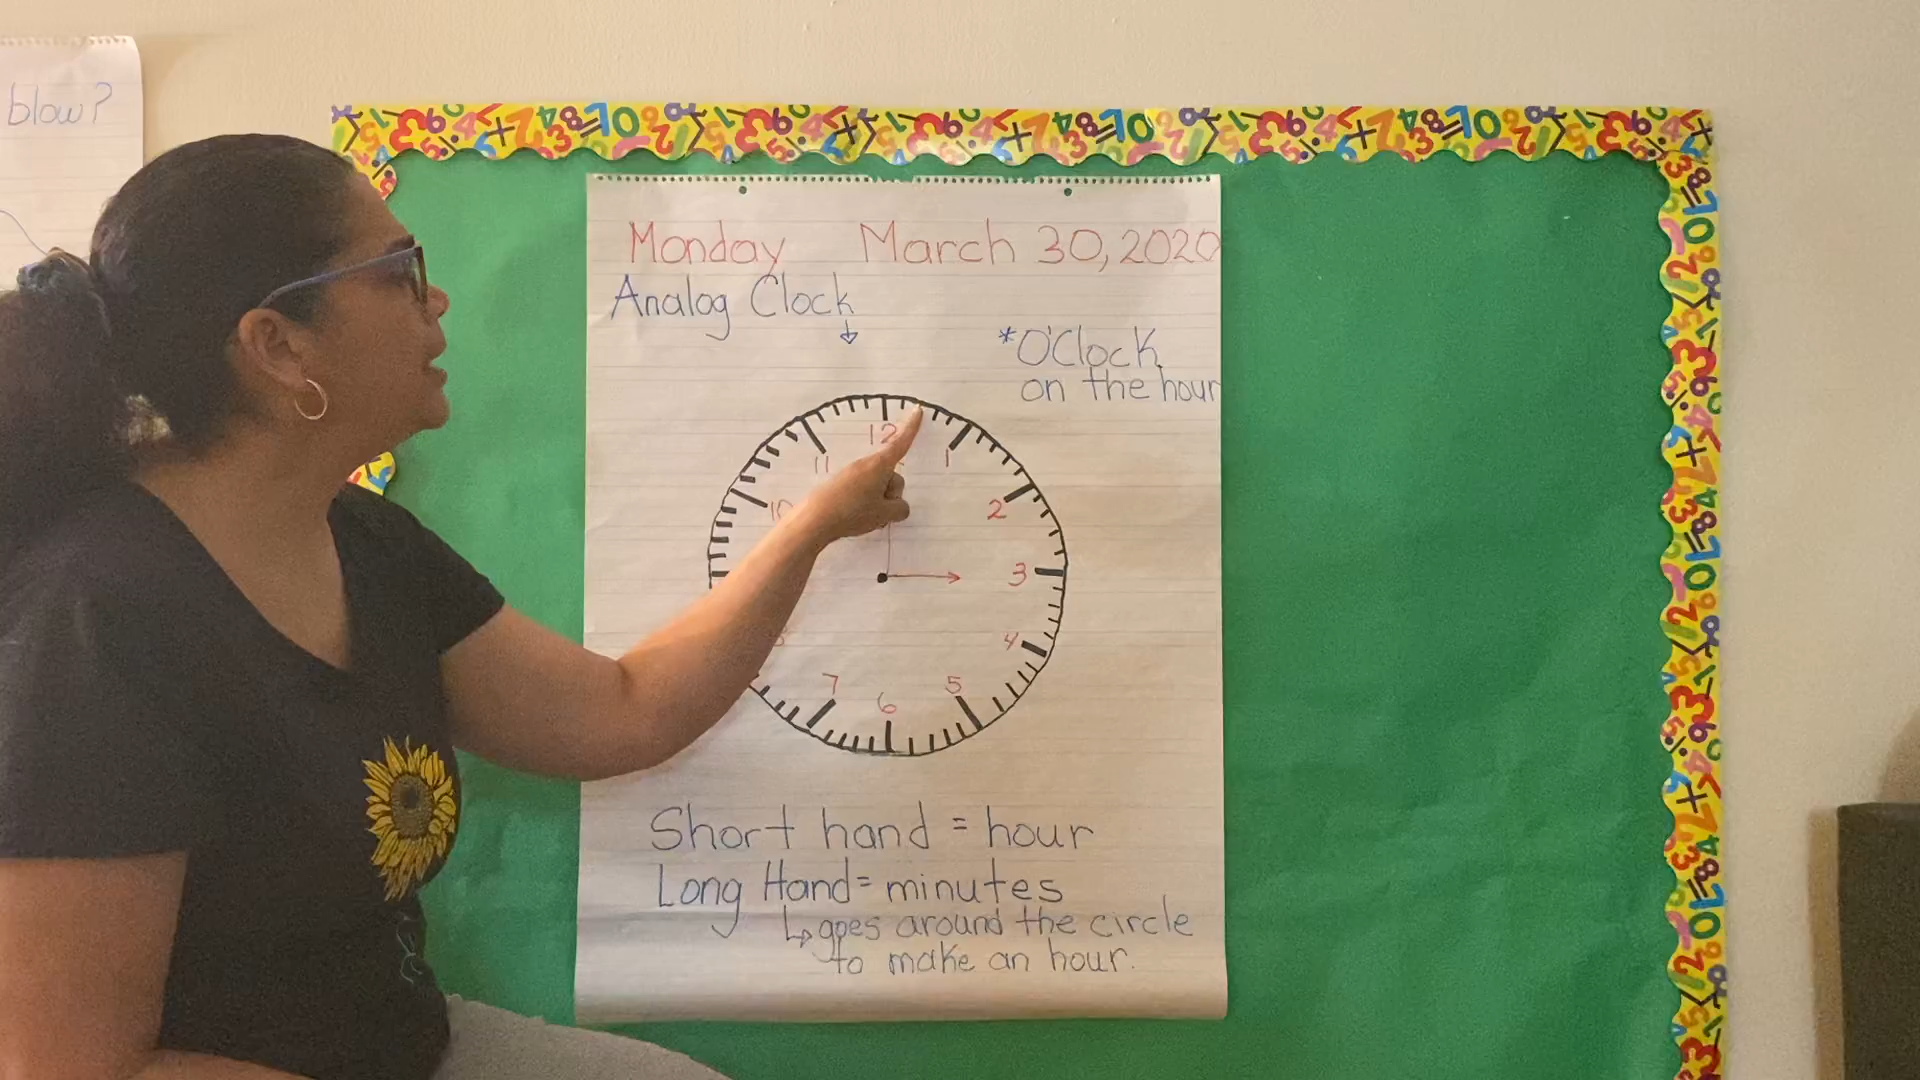 blow?
Monday March 30, 2020
Analog Clock
*O'Clock
on the hour
12
11
1
10
2
3
4
7
5
6
Short hand = hour
Long Hand = minutes
goes around the circle
to make an hour.